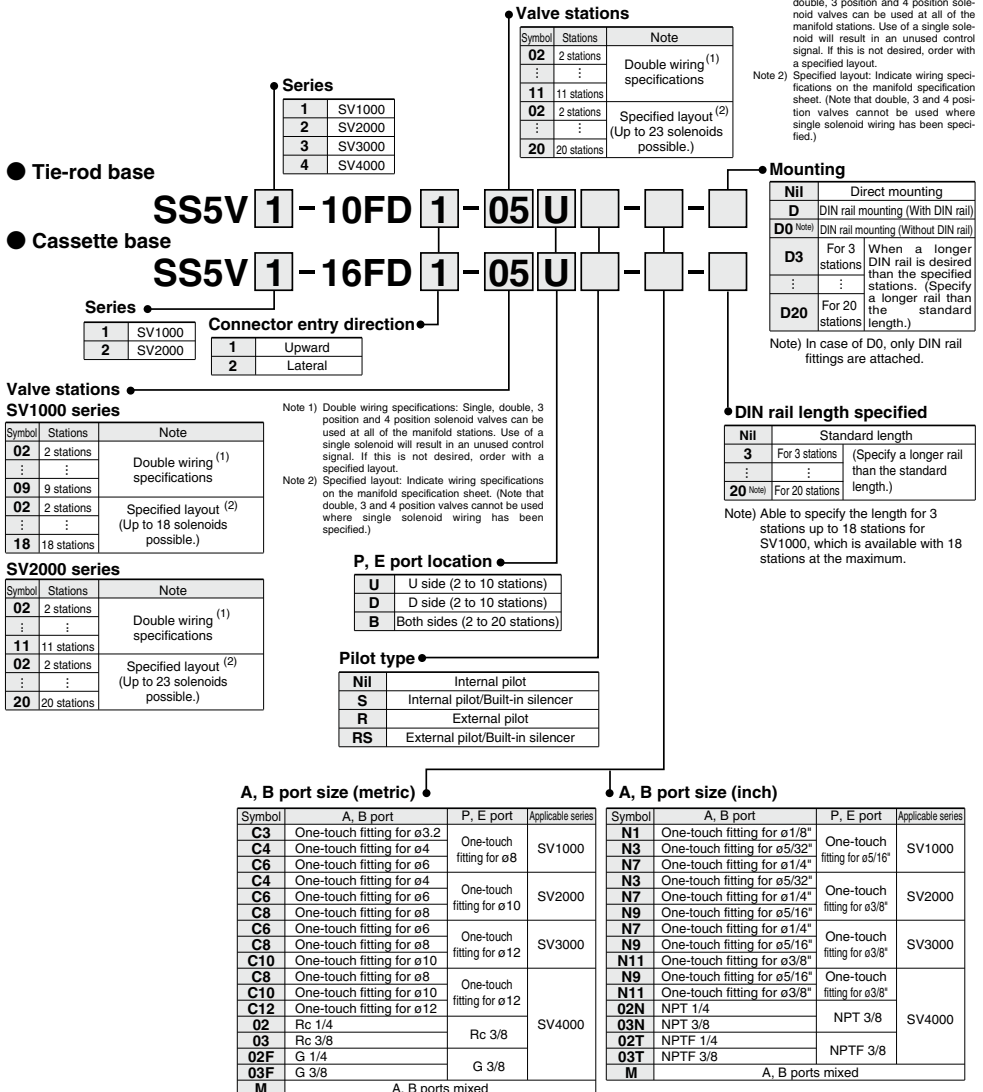 Valve stations
Symbol Stations Note
02 2 stations Double wiring (1) specifications
⋮ ⋮
11 11 stations
02 2 stations Specified layout (2) (Up to 23 solenoids possible.)
⋮ ⋮
20 20 stations
double, 3 position and 4 position sole-
noid valves can be used at all of the
manifold stations. Use of a single sole-
noid will result in an unused control
signal. If this is not desired, order with
a specified layout.
Note 2) Specified layout: Indicate wiring speci-
fications on the manifold specification
sheet. (Note that double, 3 and 4 posi-
tion valves cannot be used where
single solenoid wiring has been speci-
fied.)
Series
1 SV1000
2 SV2000
3 SV3000
4 SV4000
● Tie-rod base
SS5V 1 - 10FD 1 - 05 U - -
● Cassette base
SS5V 1 - 16FD 1 - 05 U - -
Mounting
Nil Direct mounting
D DIN rail mounting (With DIN rail)
D0 Note) DIN rail mounting (Without DIN rail)
D3 For 3 stations When a longer DIN rail is desired than the specified stations. (Specify a longer rail than the standard length.)
⋮ ⋮
D20 For 20 stations
Note) In case of D0, only DIN rail
fittings are attached.
Series
1 SV1000
2 SV2000
Connector entry direction
1 Upward
2 Lateral
Valve stations
SV1000 series
Symbol Stations Note
02 2 stations Double wiring (1) specifications
⋮ ⋮
09 9 stations
02 2 stations Specified layout (2) (Up to 18 solenoids possible.)
⋮ ⋮
18 18 stations
SV2000 series
Symbol Stations Note
02 2 stations Double wiring (1) specifications
⋮ ⋮
11 11 stations
02 2 stations Specified layout (2) (Up to 23 solenoids possible.)
⋮ ⋮
20 20 stations
Note 1) Double wiring specifications: Single, double, 3
position and 4 position solenoid valves can be
used at all of the manifold stations. Use of a
single solenoid will result in an unused control
signal. If this is not desired, order with a
specified layout.
Note 2) Specified layout: Indicate wiring specifications
on the manifold specification sheet. (Note that
double, 3 and 4 position valves cannot be used
where single solenoid wiring has been
specified.)
DIN rail length specified
Nil Standard length
3 For 3 stations (Specify a longer rail than the standard length.)
⋮ ⋮
20 Note) For 20 stations
Note) Able to specify the length for 3
stations up to 18 stations for
SV1000, which is available with 18
stations at the maximum.
P, E port location
U U side (2 to 10 stations)
D D side (2 to 10 stations)
B Both sides (2 to 20 stations)
Pilot type
Nil Internal pilot
S Internal pilot/Built-in silencer
R External pilot
RS External pilot/Built-in silencer
A, B port size (metric)
Symbol A, B port P, E port Applicable series
C3 One-touch fitting for ø3.2 One-touch fitting for ø8 SV1000
C4 One-touch fitting for ø4
C6 One-touch fitting for ø6
C4 One-touch fitting for ø4 One-touch fitting for ø10 SV2000
C6 One-touch fitting for ø6
C8 One-touch fitting for ø8
C6 One-touch fitting for ø6 One-touch fitting for ø12 SV3000
C8 One-touch fitting for ø8
C10 One-touch fitting for ø10
C8 One-touch fitting for ø8 One-touch fitting for ø12 SV4000
C10 One-touch fitting for ø10
C12 One-touch fitting for ø12
02 Rc 1/4 Rc 3/8
03 Rc 3/8
02F G 1/4 G 3/8
03F G 3/8
M A, B ports mixed
A, B port size (inch)
Symbol A, B port P, E port Applicable series
N1 One-touch fitting for ø1/8" One-touch fitting for ø5/16" SV1000
N3 One-touch fitting for ø5/32"
N7 One-touch fitting for ø1/4"
N3 One-touch fitting for ø5/32" One-touch fitting for ø3/8" SV2000
N7 One-touch fitting for ø1/4"
N9 One-touch fitting for ø5/16"
N7 One-touch fitting for ø1/4" One-touch fitting for ø3/8" SV3000
N9 One-touch fitting for ø5/16"
N11 One-touch fitting for ø3/8"
N9 One-touch fitting for ø5/16" One-touch fitting for ø3/8" SV4000
N11 One-touch fitting for ø3/8"
02N NPT 1/4 NPT 3/8
03N NPT 3/8
02T NPTF 1/4 NPTF 3/8
03T NPTF 3/8
M A, B ports mixed